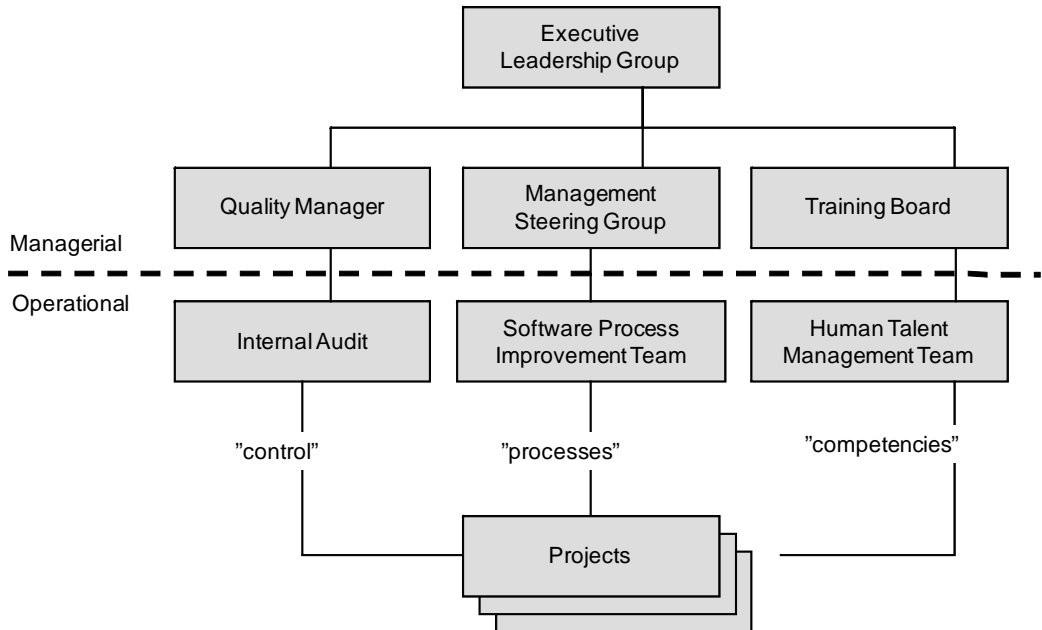 Executive
Leadership Group
Quality Manager
Management
Steering Group
Training Board
Managerial
Operational
Internal Audit
Software Process
Improvement Team
Human Talent
Management Team
”control”
”processes”
”competencies”
Projects